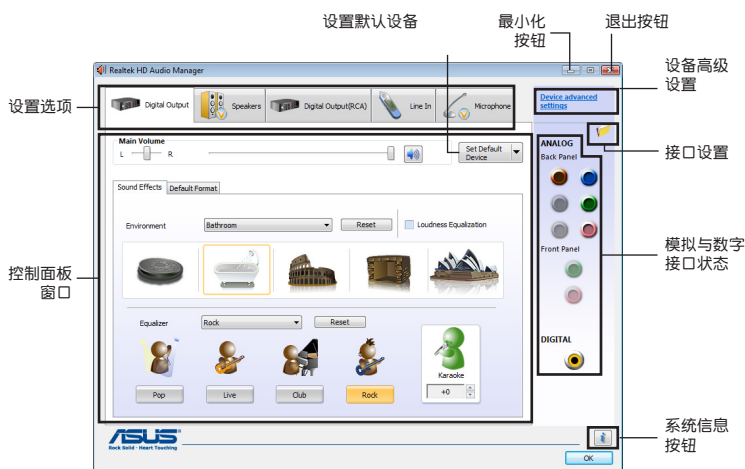 设置默认设备
最小化
按钮
退出按钮
Realtek HD Audio Manager
设备高级
设置
设置选项
Digital Output
Speakers
Digital Output(RCA)
Line In
Microphone
Device advanced
settings
接口设置
Main Volume
L
R
Set Default
Device
ANALOG
Back Panel
Sound Effects
Default Format
Environment
Bathroom
Reset
Loudness Equalization
Front Panel
模拟与数字
接口状态
控制面板
窗口
Equalizer
Rock
Reset
DIGITAL
Karaoke
Pop
Live
Club
Rock
+0
ASUS
Rock Solid · Heart Touching
系统信息
按钮
OK